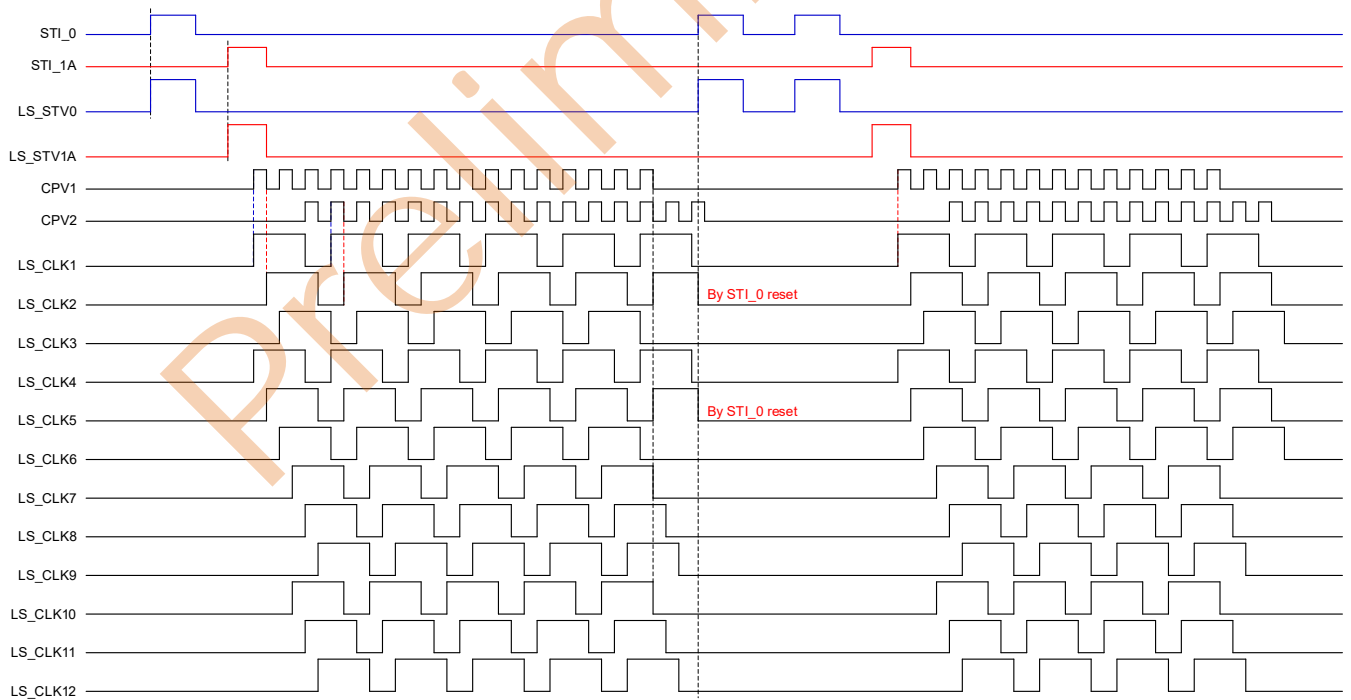 STI_0
STI_1A
LS_STV0
LS_STV1A
CPV1
CPV2
LS_CLK1
LS_CLK2
By STI_0 reset
LS_CLK3
LS_CLK4
LS_CLK5
By STI_0 reset
LS_CLK6
LS_CLK7
LS_CLK8
LS_CLK9
LS_CLK10
LS_CLK11
LS_CLK12
Prelim